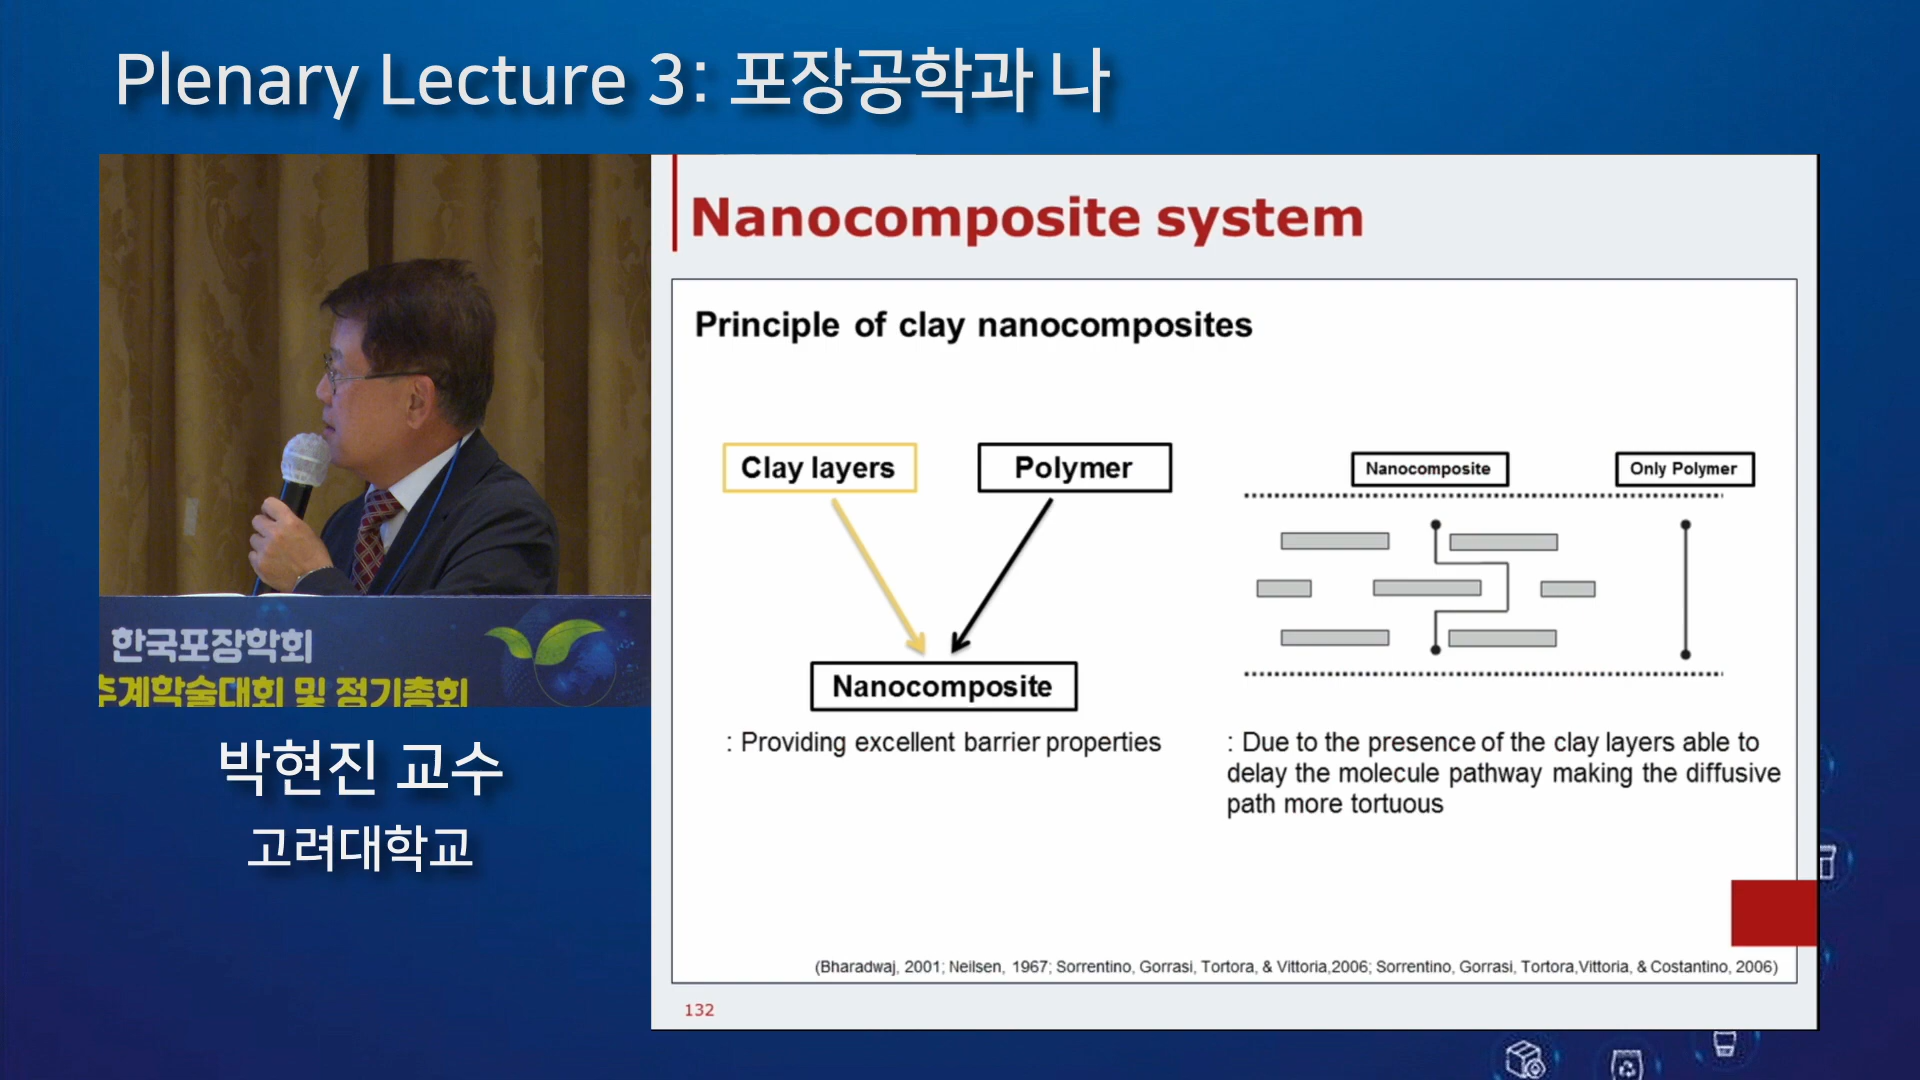 Plenary Lecture 3: 포장공학과 나
Nanocomposite system
Principle of clay nanocomposites
Clay layers
Polymer
Nanocomposite
: Providing excellent barrier properties
Nanocomposite
Only Polymer
: Due to the presence of the clay layers able to
delay the molecule pathway making the diffusive
path more tortuous
(Bharadwaj, 2001; Neilsen, 1967; Sorrentino, Gorrasi, Tortora, & Vittoria,2006; Sorrentino, Gorrasi, Tortora,Vittoria, & Costantino, 2006)
132
한국포장학회
추계학술대회 및 정기총회
박현진 교수
고려대학교